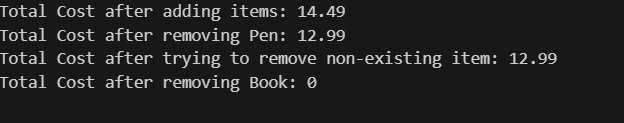 Total Cost after adding items: 14.49
Total Cost after removing Pen: 12.99
Total Cost after trying to remove non-existing item: 12.99
Total Cost after removing Book: 0